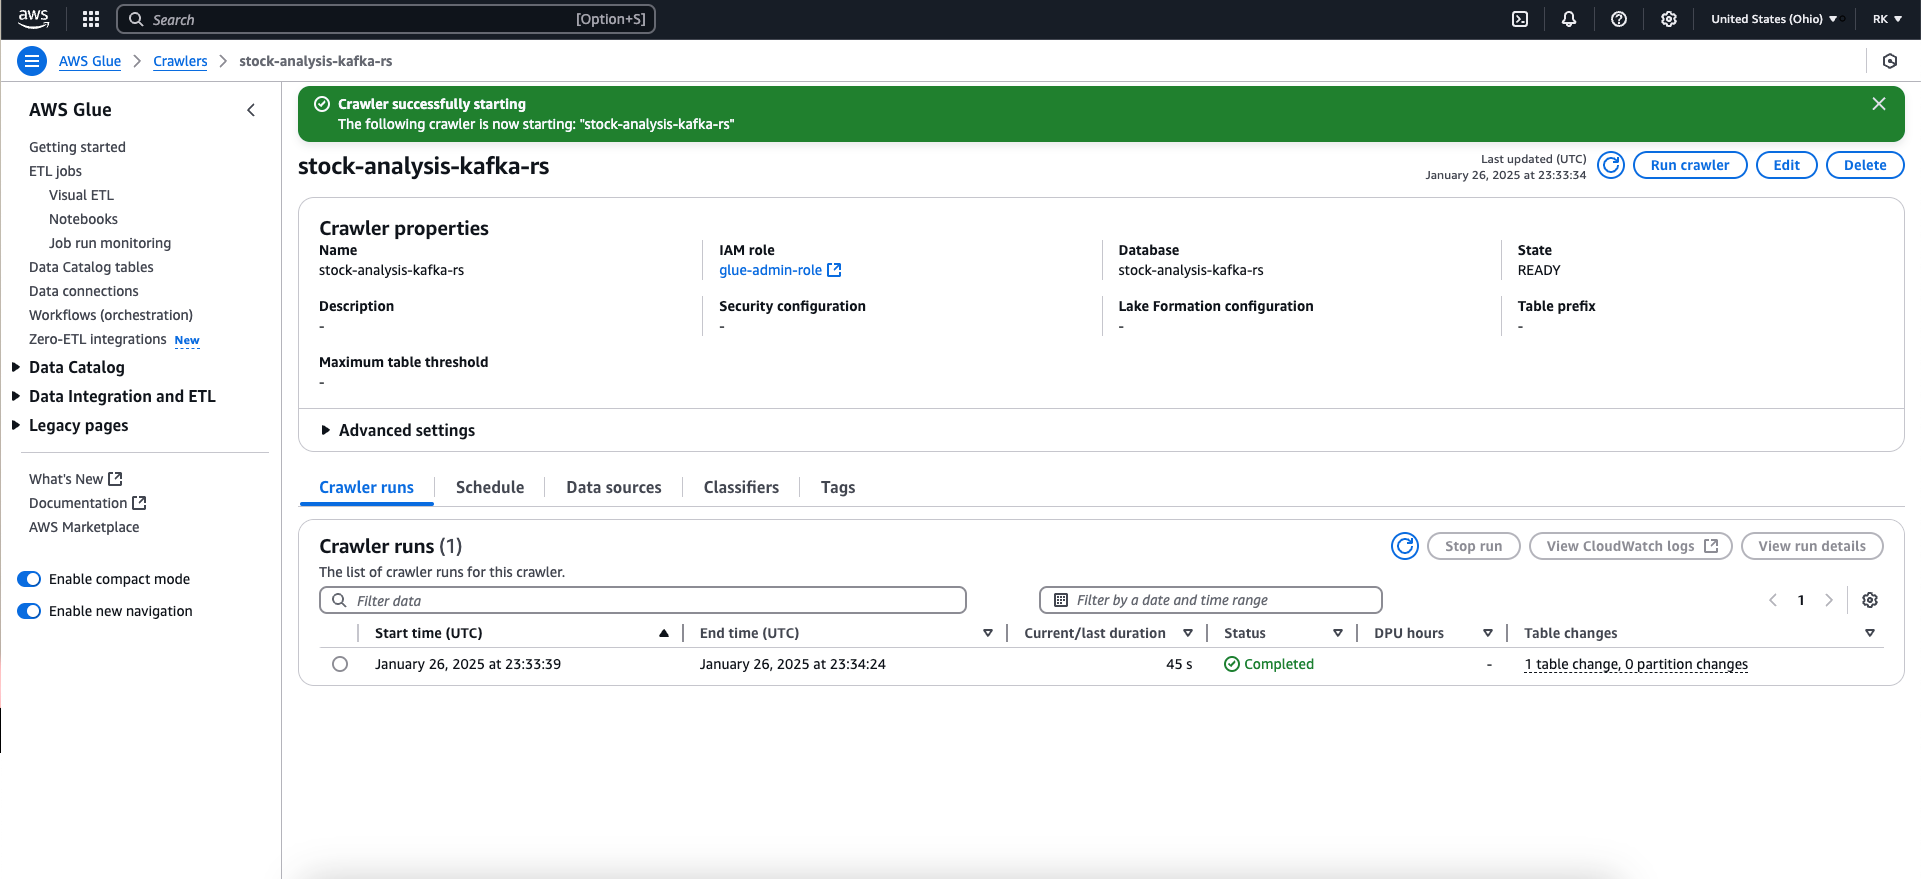 aws
Search [Option+S]
United States (Ohio)
RK
AWS Glue
Crawlers
stock-analysis-kafka-rs
AWS Glue
Getting started
ETL jobs
Visual ETL
Notebooks
Job run monitoring
Data Catalog tables
Data connections
Workflows (orchestration)
Zero-ETL integrations New
Data Catalog
Data Integration and ETL
Legacy pages
What's New
Documentation
AWS Marketplace
Enable compact mode
Enable new navigation
Crawler successfully starting
The following crawler is now starting: "stock-analysis-kafka-rs"
stock-analysis-kafka-rs
Last updated (UTC)
January 26, 2025 at 23:33:34
Run crawler
Edit
Delete
Crawler properties
Name
stock-analysis-kafka-rs
IAM role
glue-admin-role
Database
stock-analysis-kafka-rs
State
READY
Description
-
Security configuration
-
Lake Formation configuration
-
Table prefix
-
Maximum table threshold
-
Advanced settings
Crawler runs
Schedule
Data sources
Classifiers
Tags
Crawler runs (1)
The list of crawler runs for this crawler.
Stop run
View CloudWatch logs
View run details
Filter data
Filter by a date and time range
1
Start time (UTC) End time (UTC) Current/last duration Status DPU hours Table changes
January 26, 2025 at 23:33:39 January 26, 2025 at 23:34:24 45 s Completed - 1 table change, 0 partition changes